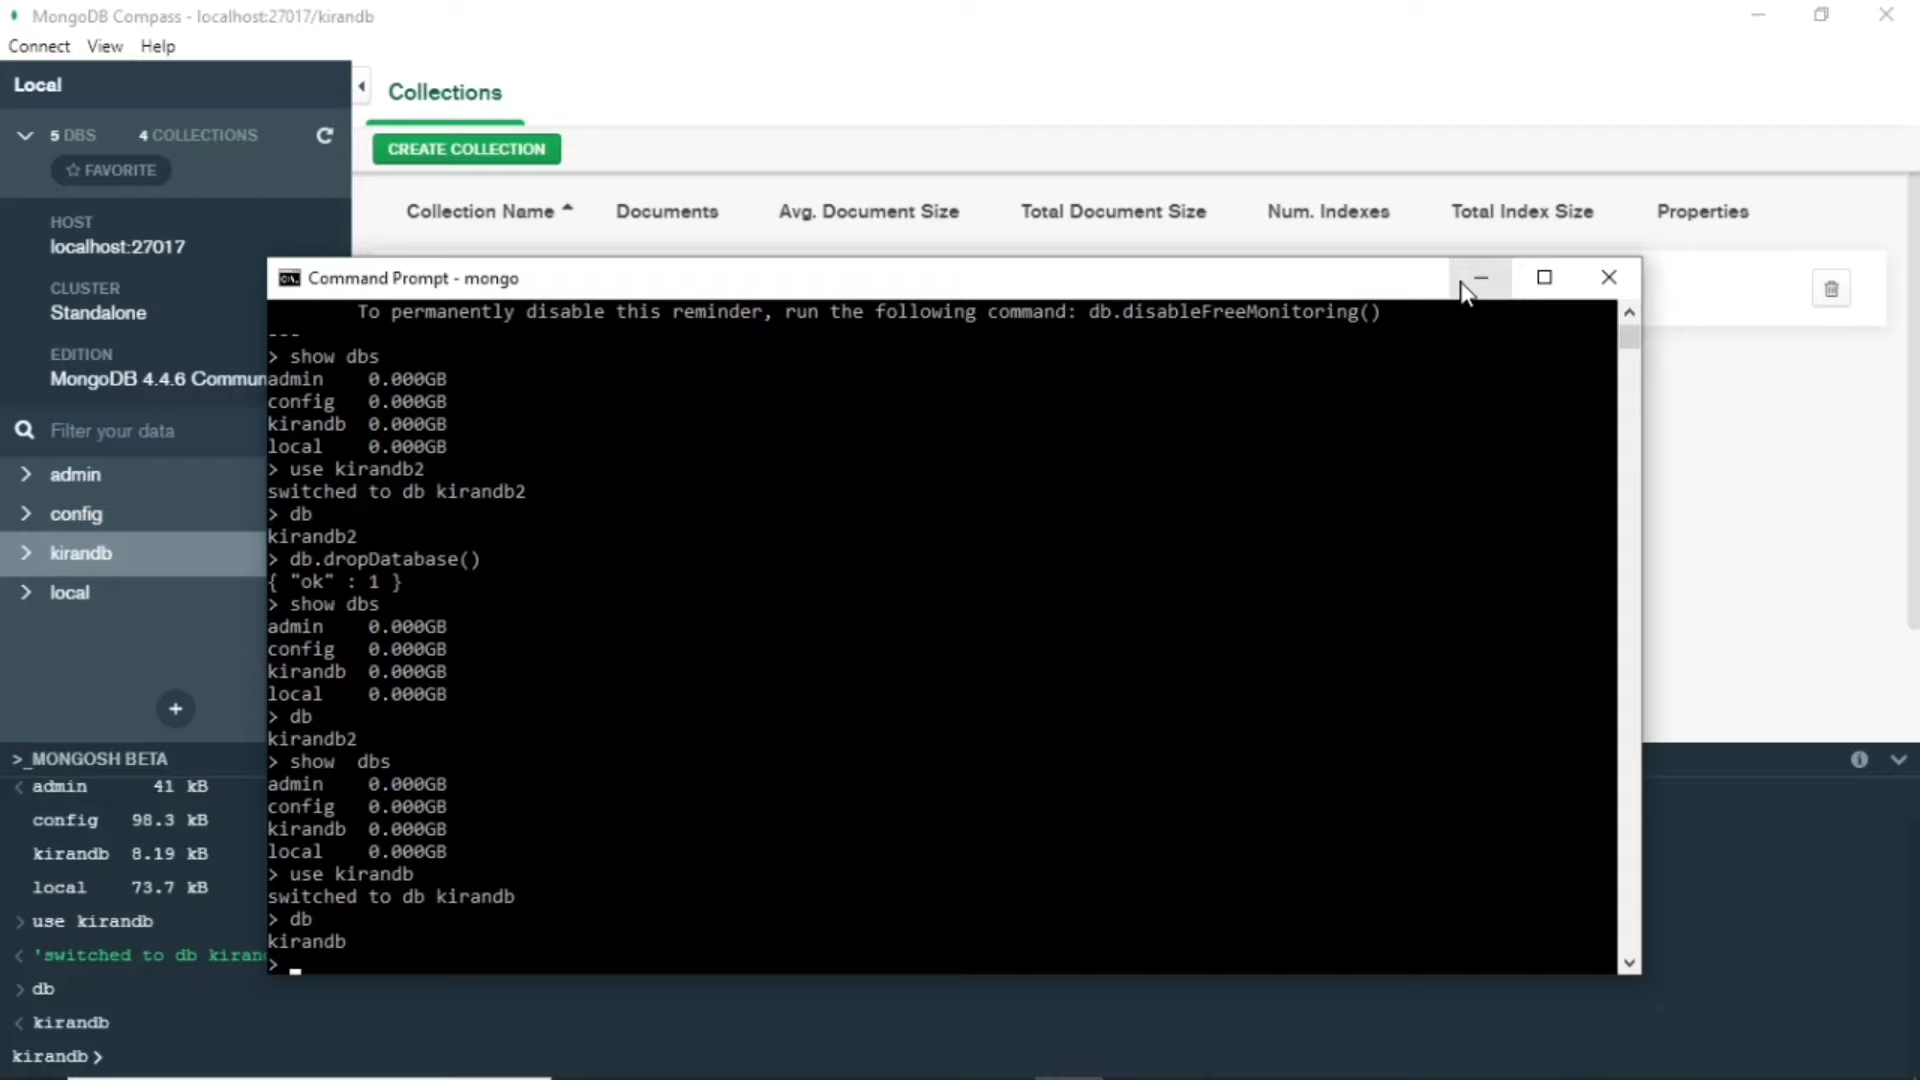 MongoDB Compass - localhost:27017/kirandb
Connect View Help
Local
Collections
5 DBS 4 COLLECTIONS
FAVORITE
CREATE COLLECTION
HOST
localhost:27017
Collection Name Documents Avg. Document Size Total Document Size Num. Indexes Total Index Size Properties
CLUSTER
Standalone
EDITION
MongoDB 4.4.6 Commun
Filter your data
admin
config
kirandb
local
Command Prompt - mongo
To permanently disable this reminder, run the following command: db.disableFreeMonitoring()
---
> show dbs
admin 0.000GB
config 0.000GB
kirandb 0.000GB
local 0.000GB
> use kirandb2
switched to db kirandb2
> db
kirandb2
> db.dropDatabase()
{ "ok" : 1 }
> show dbs
admin 0.000GB
config 0.000GB
kirandb 0.000GB
local 0.000GB
> db
kirandb2
> show  dbs
admin 0.000GB
config 0.000GB
kirandb 0.000GB
local 0.000GB
> use kirandb
switched to db kirandb
> db
kirandb
>
>_MONGOSH BETA
< admin 41 kB
config 98.3 kB
kirandb 8.19 kB
local 73.7 kB
> use kirandb
< 'switched to db kiran
> db
< kirandb
kirandb>